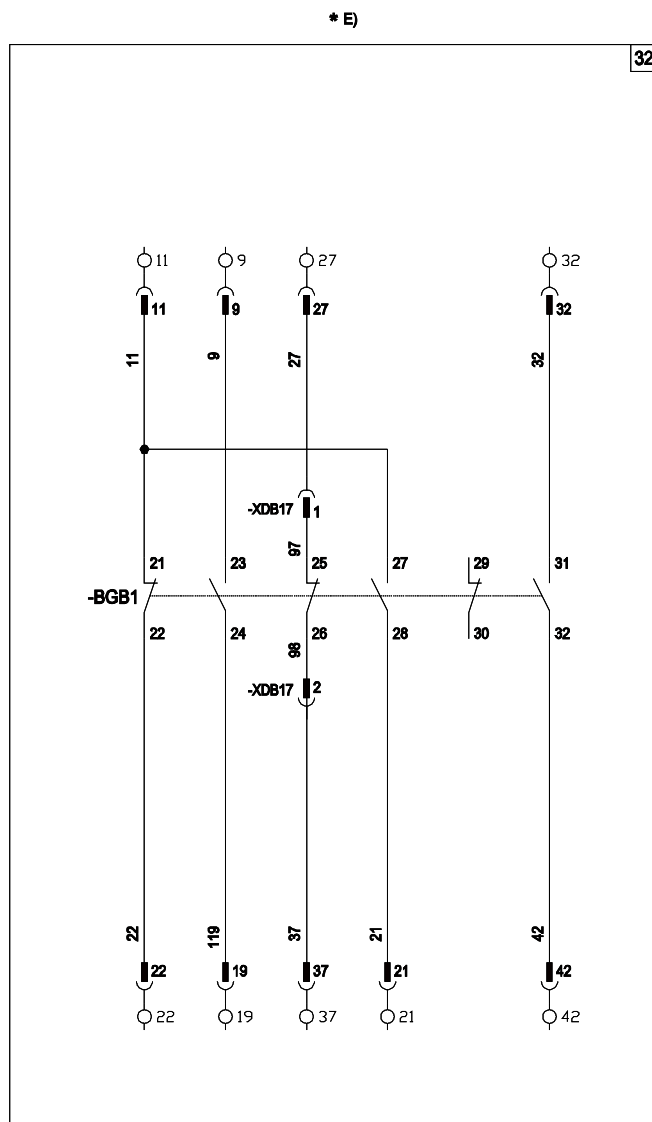 * E)
32
11 9 27 32
11 9 27 32
11 9 27 32
-XDB17 1
97
21 23 25 27 29 31
-BGB1
22 24 26 28 30 32
98
-XDB17 2
22 119 37 21 42
22 19 37 21 42
22 19 37 21 42